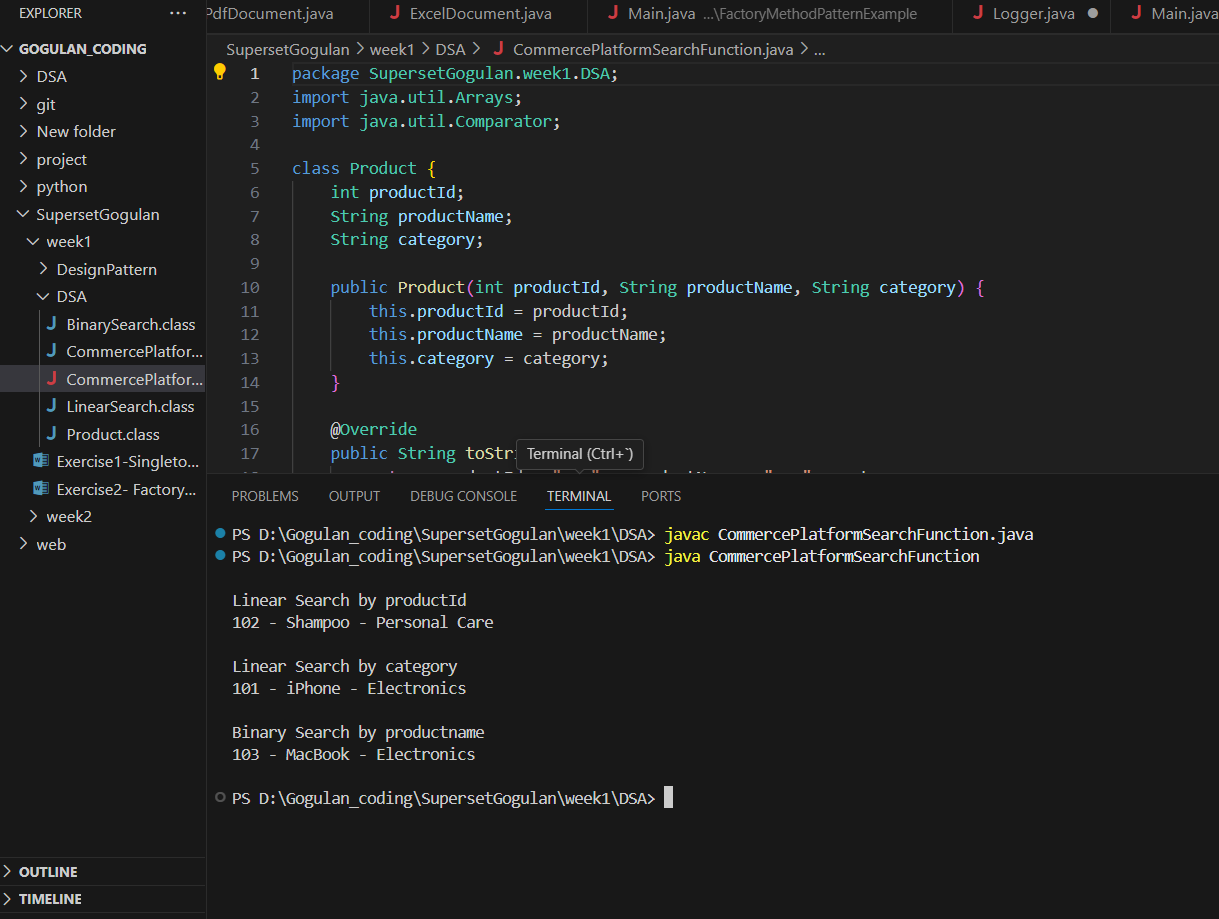 EXPLORER ...
PdfDocument.java
ExcelDocument.java
Main.java ...\FactoryMethodPatternExample
Logger.java
Main.java
GOGULAN_CODING
DSA
git
New folder
project
python
SupersetGogulan
week1
DesignPattern
DSA
BinarySearch.class
CommercePlatfor...
CommercePlatfor...
LinearSearch.class
Product.class
Exercise1-Singleto...
Exercise2- Factory...
week2
web
OUTLINE
TIMELINE
SupersetGogulan > week1 > DSA > CommercePlatformSearchFunction.java > ...
1 package SupersetGogulan.week1.DSA;
2 import java.util.Arrays;
3 import java.util.Comparator;
4
5 class Product {
6 int productId;
7 String productName;
8 String category;
9
10 public Product(int productId, String productName, String category) {
11 this.productId = productId;
12 this.productName = productName;
13 this.category = category;
14 }
15
16 @Override
17 public String toStri
Terminal (Ctrl+`)
PROBLEMS OUTPUT DEBUG CONSOLE TERMINAL PORTS
PS D:\Gogulan_coding\SupersetGogulan\week1\DSA> javac CommercePlatformSearchFunction.java
PS D:\Gogulan_coding\SupersetGogulan\week1\DSA> java CommercePlatformSearchFunction
Linear Search by productId
102 - Shampoo - Personal Care
Linear Search by category
101 - iPhone - Electronics
Binary Search by productname
103 - MacBook - Electronics
PS D:\Gogulan_coding\SupersetGogulan\week1\DSA>